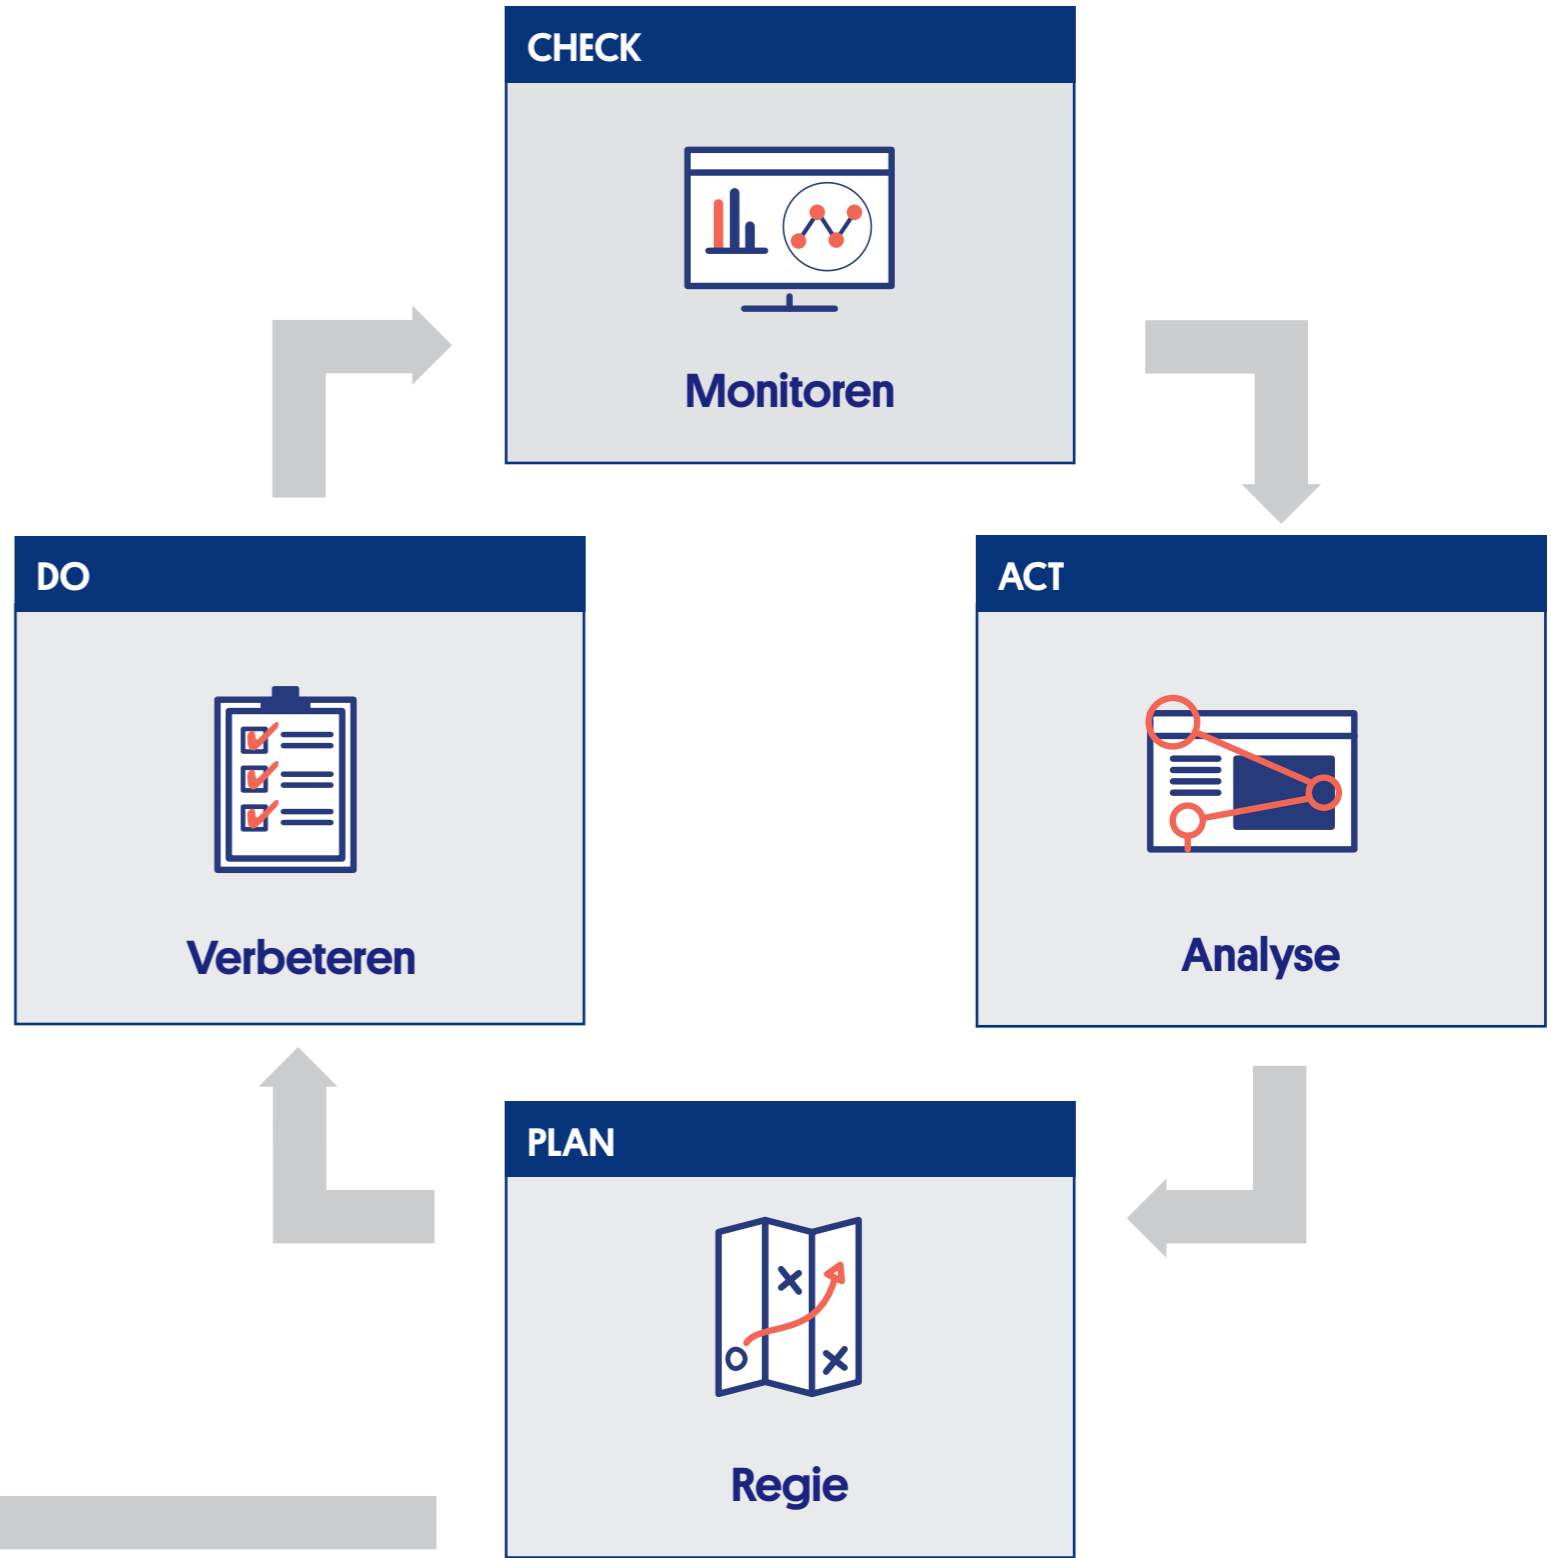 CHECK
Monitoren
DO
Verbeteren
ACT
Analyse
PLAN
Regie